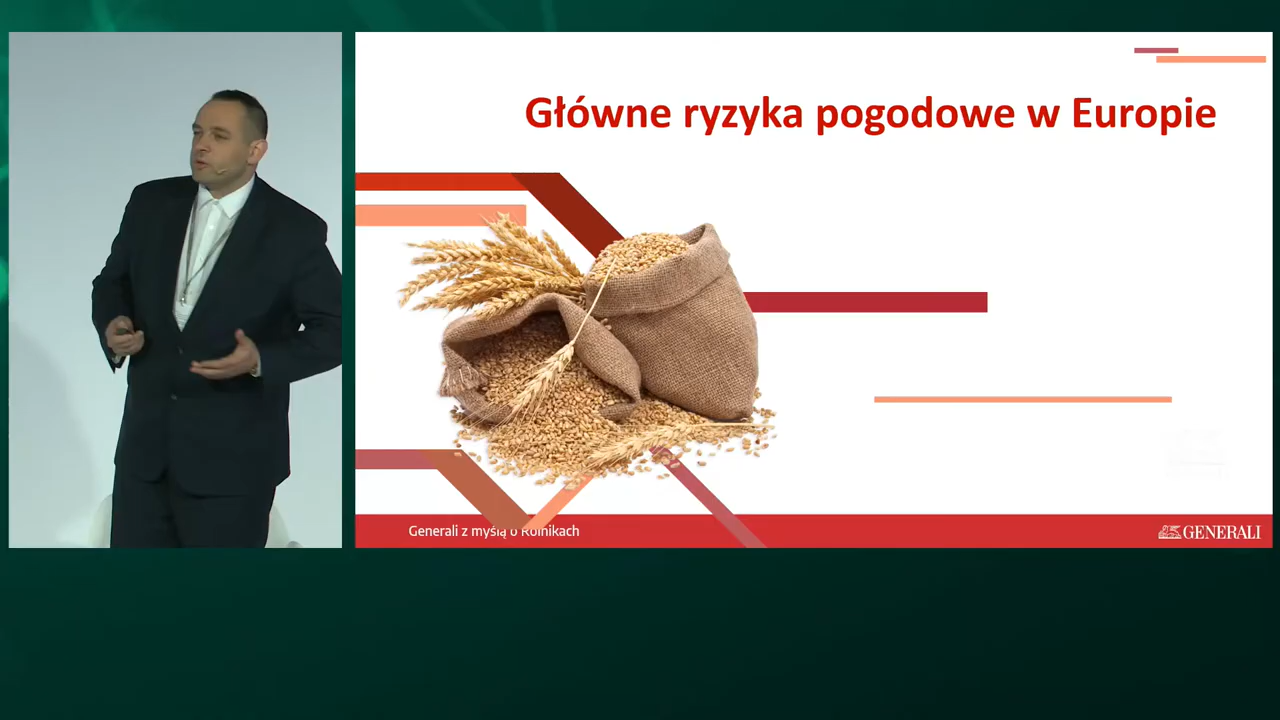 Główne ryzyka pogodowe w Europie
Generali z myślą o Rolnikach
GENERALI